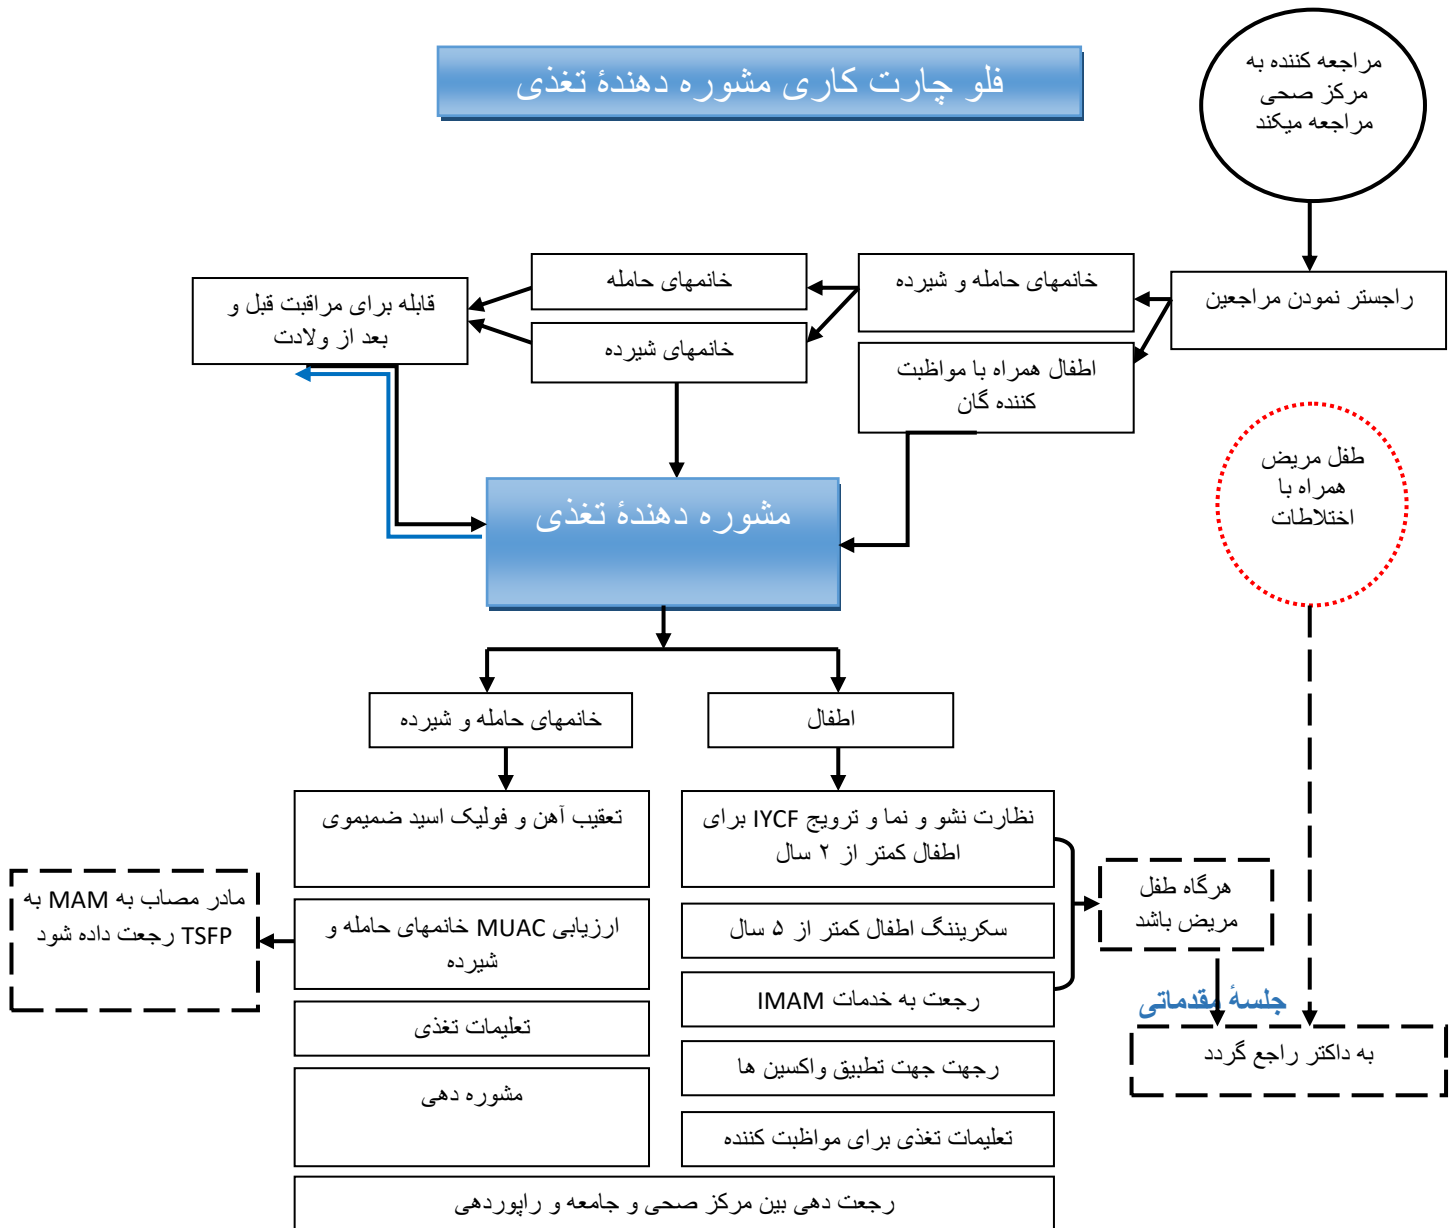 فلو چارت کاری مشوره دهندۀ تغذی
مراجعه کننده به
مرکز صحی
مراجعه میکند
راجستر نمودن مراجعین
خانمهای حامله و شیرده
خانمهای حامله
خانمهای شیرده
قابله برای مراقبت قبل و
بعد از ولادت
اطفال همراه با مواظبت
کننده گان
طفل مریض
همراه با
اختلاطات
مشوره دهندۀ تغذی
اطفال
خانمهای حامله و شیرده
نظارت نشو و نما و ترویج IYCF برای
اطفال کمتر از ۲ سال
سکریننگ اطفال کمتر از ۵ سال
رجعت به خدمات IMAM
رجهت جهت تطبیق واکسین ها
تعلیمات تغذی برای مواظبت کننده
هرگاه طفل
مریض باشد
جلسۀ مقدماتی
به داکتر راجع گردد
تعقیب آهن و فولیک اسید ضمیموی
ارزیابی MUAC خانمهای حامله و
شیرده
تعلیمات تغذی
مشوره دهی
مادر مصاب به MAM به
TSFP رجعت داده شود
رجعت دهی بین مرکز صحی و جامعه و راپوردهی